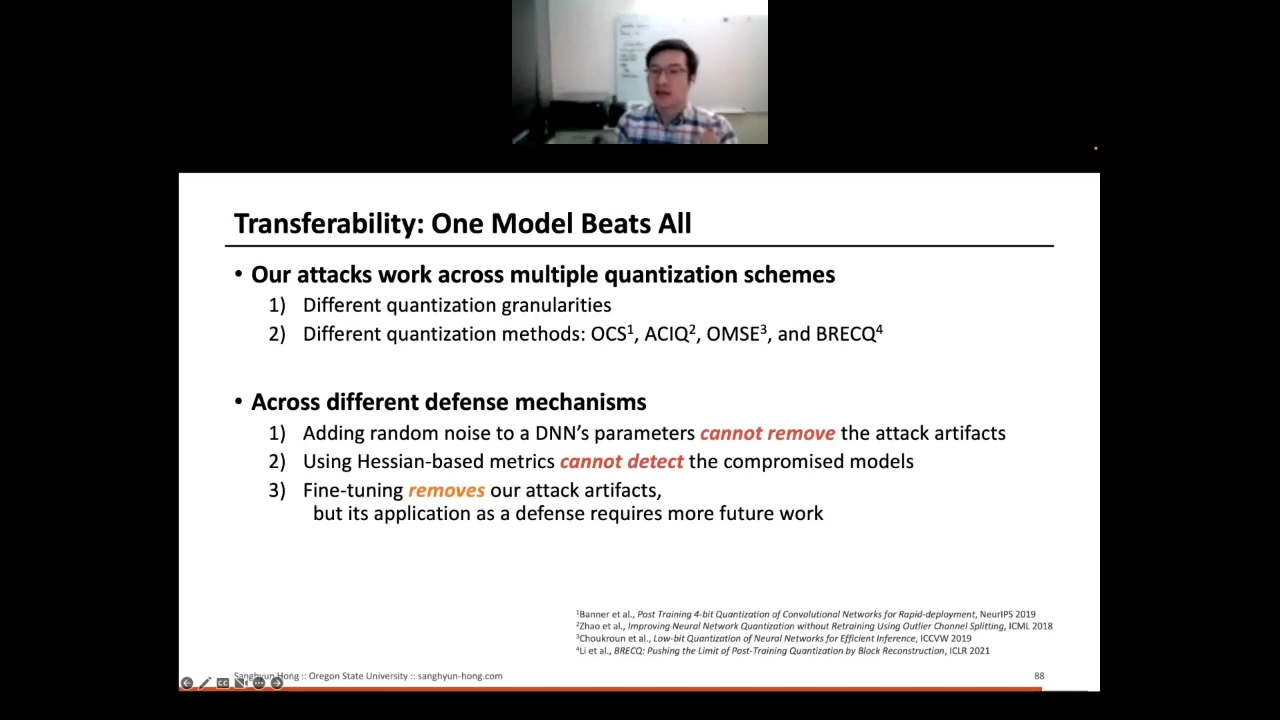 Transferability: One Model Beats All
• Our attacks work across multiple quantization schemes
1) Different quantization granularities
2) Different quantization methods: OCS¹, ACIQ², OMSE³, and BRECQ⁴
• Across different defense mechanisms
1) Adding random noise to a DNN's parameters cannot remove the attack artifacts
2) Using Hessian-based metrics cannot detect the compromised models
3) Fine-tuning removes our attack artifacts,
but its application as a defense requires more future work
¹Banner et al., Post Training 4-bit Quantization of Convolutional Networks for Rapid-deployment, NeurIPS 2019
²Zhao et al., Improving Neural Network Quantization without Retraining Using Outlier Channel Splitting, ICML 2018
³Choukroun et al., Low-bit Quantization of Neural Networks for Efficient Inference, ICCVW 2019
⁴Li et al., BRECQ: Pushing the Limit of Post-Training Quantization by Block Reconstruction, ICLR 2021
Sanghyun Hong :: Oregon State University :: sanghyun-hong.com
88